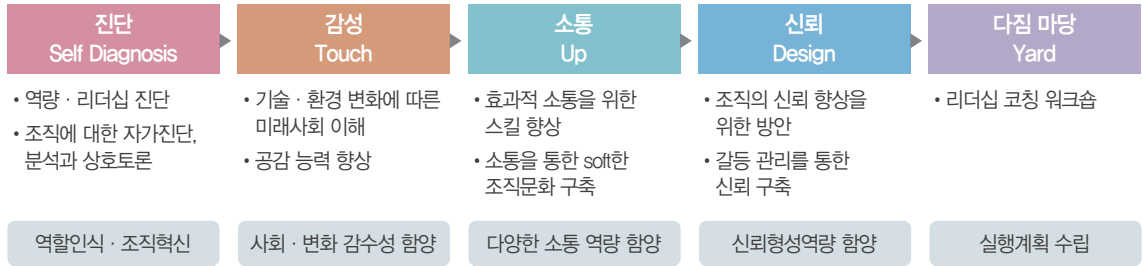 진단
Self Diagnosis
• 역량 · 리더십 진단
• 조직에 대한 자가진단,
분석과 상호토론
역할인식 · 조직혁신
감성
Touch
• 기술 · 환경 변화에 따른
미래사회 이해
• 공감 능력 향상
사회 · 변화 감수성 함양
소통
Up
• 효과적 소통을 위한
스킬 향상
• 소통을 통한 soft한
조직문화 구축
다양한 소통 역량 함양
신뢰
Design
• 조직의 신뢰 향상을
위한 방안
• 갈등 관리를 통한
신뢰 구축
신뢰형성역량 함양
다짐 마당
Yard
• 리더십 코칭 워크숍
실행계획 수립